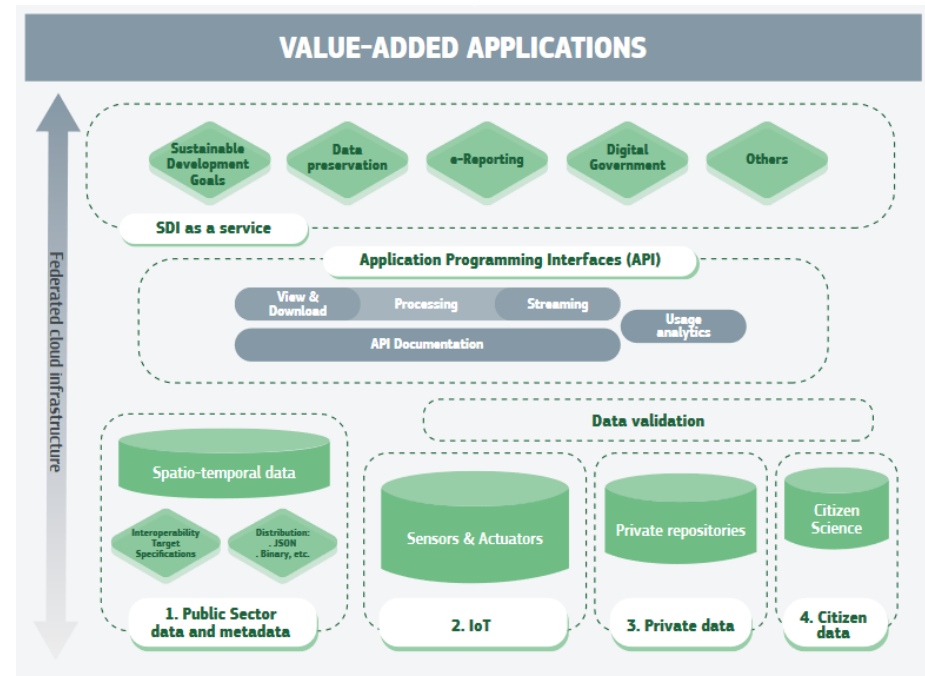 VALUE-ADDED APPLICATIONS
Federated cloud infrastructure
Sustainable
Development
Goals
Data
preservation
e-Reporting
Digital
Government
Others
SDI as a service
Application Programming Interfaces (API)
View &
Download
Processing
Streaming
Usage
analytics
API Documentation
Data validation
Spatio-temporal data
Interoperability
Target
Specifications
Distribution:
. JSON
. Binary, etc.
1. Public Sector
data and metadata
Sensors & Actuators
2. IoT
Private repositories
3. Private data
Citizen
Science
4. Citizen
data